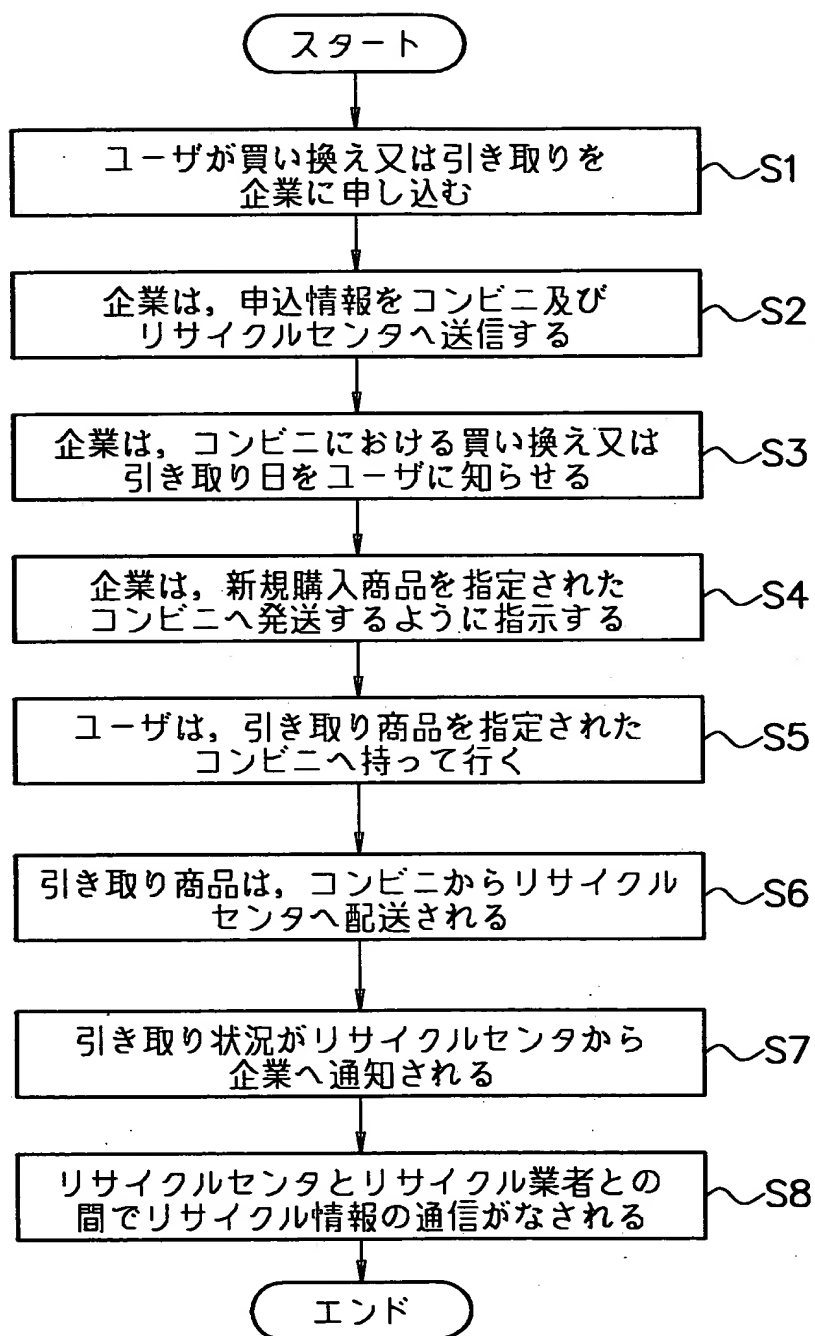 スタート
ユーザが買い換え又は引き取りを
企業に申し込む
S1
企業は,申込情報をコンビニ及び
リサイクルセンタへ送信する
S2
企業は,コンビニにおける買い換え又は
引き取り日をユーザに知らせる
S3
企業は,新規購入商品を指定された
コンビニへ発送するように指示する
S4
ユーザは,引き取り商品を指定された
コンビニへ持って行く
S5
引き取り商品は,コンビニからリサイクル
センタへ配送される
S6
引き取り状況がリサイクルセンタから
企業へ通知される
S7
リサイクルセンタとリサイクル業者との
間でリサイクル情報の通信がなされる
S8
エンド